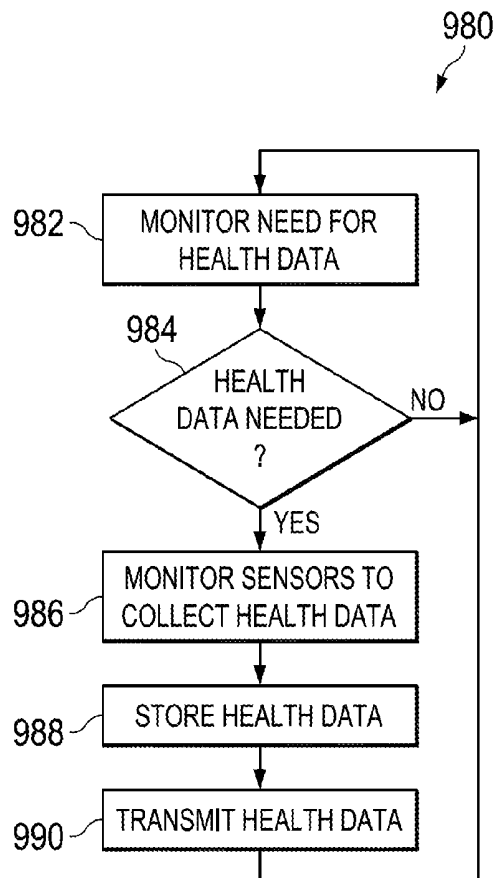 980
982
MONITOR NEED FOR
HEALTH DATA
984
HEALTH
DATA NEEDED
?
NO
YES
986
MONITOR SENSORS TO
COLLECT HEALTH DATA
988
STORE HEALTH DATA
990
TRANSMIT HEALTH DATA